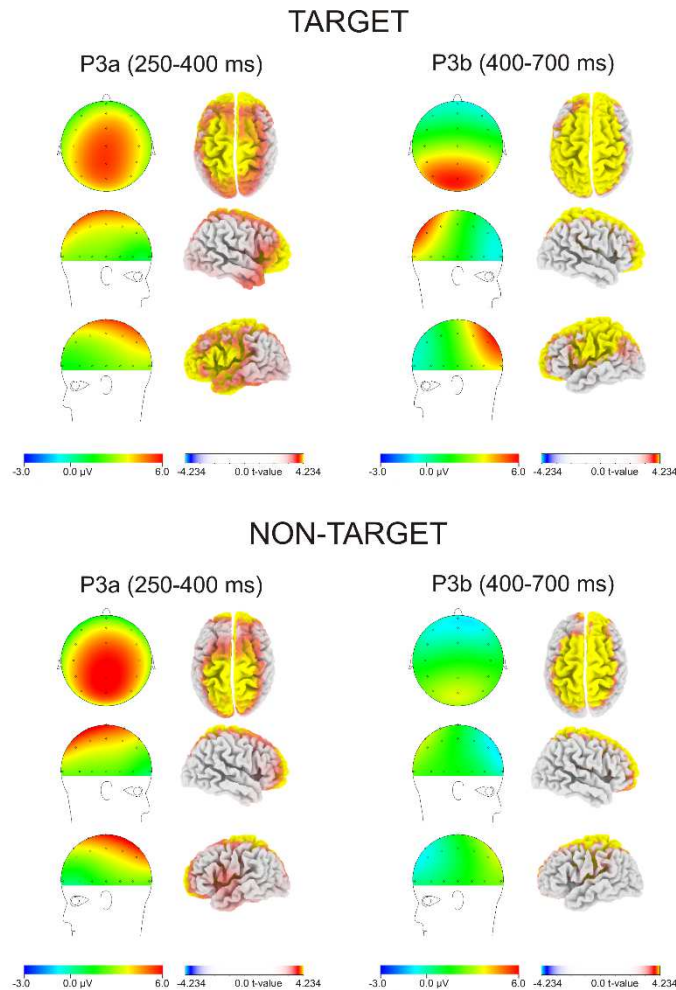 TARGET
P3a (250-400 ms)
P3b (400-700 ms)
-3.0 0.0 µV 6.0
-4.234 0.0 t-value 4.234
-3.0 0.0 µV 6.0
-4.234 0.0 t-value 4.234
NON-TARGET
P3a (250-400 ms)
P3b (400-700 ms)
-3.0 0.0 µV 6.0
-4.234 0.0 t-value 4.234
-3.0 0.0 µV 6.0
-4.234 0.0 t-value 4.234